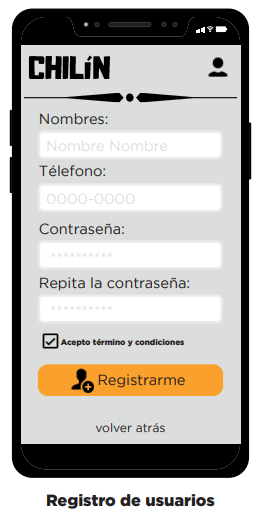 CHILíN
Nombres:
Nombre Nombre
Télefono:
0000-0000
Contraseña:
**********
Repita la contraseña:
**********
Acepto término y condiciones
Registrarme
volver atrás
Registro de usuarios